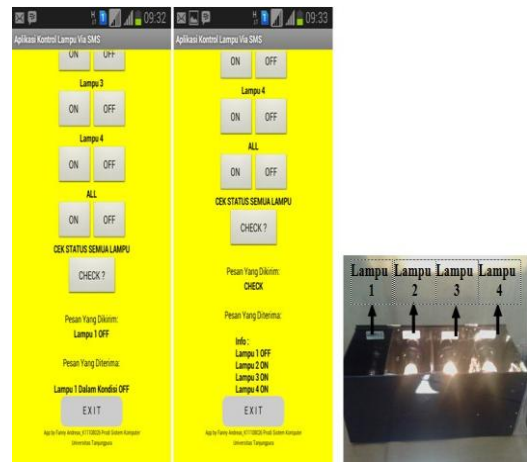 09:32
Aplikasi Kontrol Lampu Via SMS
ON OFF
Lampu 3
ON OFF
Lampu 4
ON OFF
ALL
ON OFF
CEK STATUS SEMUA LAMPU
CHECK ?
Pesan Yang Dikirim:
Lampu 1 OFF
Pesan Yang Diterima:
Lampu 1 Dalam Kondisi OFF
EXIT
Universitas Tanjungpura
09:33
Aplikasi Kontrol Lampu Via SMS
ON OFF
Lampu 4
ON OFF
ALL
ON OFF
CEK STATUS SEMUA LAMPU
CHECK ?
Pesan Yang Dikirim:
CHECK
Pesan Yang Diterima:
Info :
Lampu 1 OFF
Lampu 2 ON
Lampu 3 ON
Lampu 4 ON
EXIT
Universitas Tanjungpura
Lampu Lampu Lampu Lampu
1 2 3 4